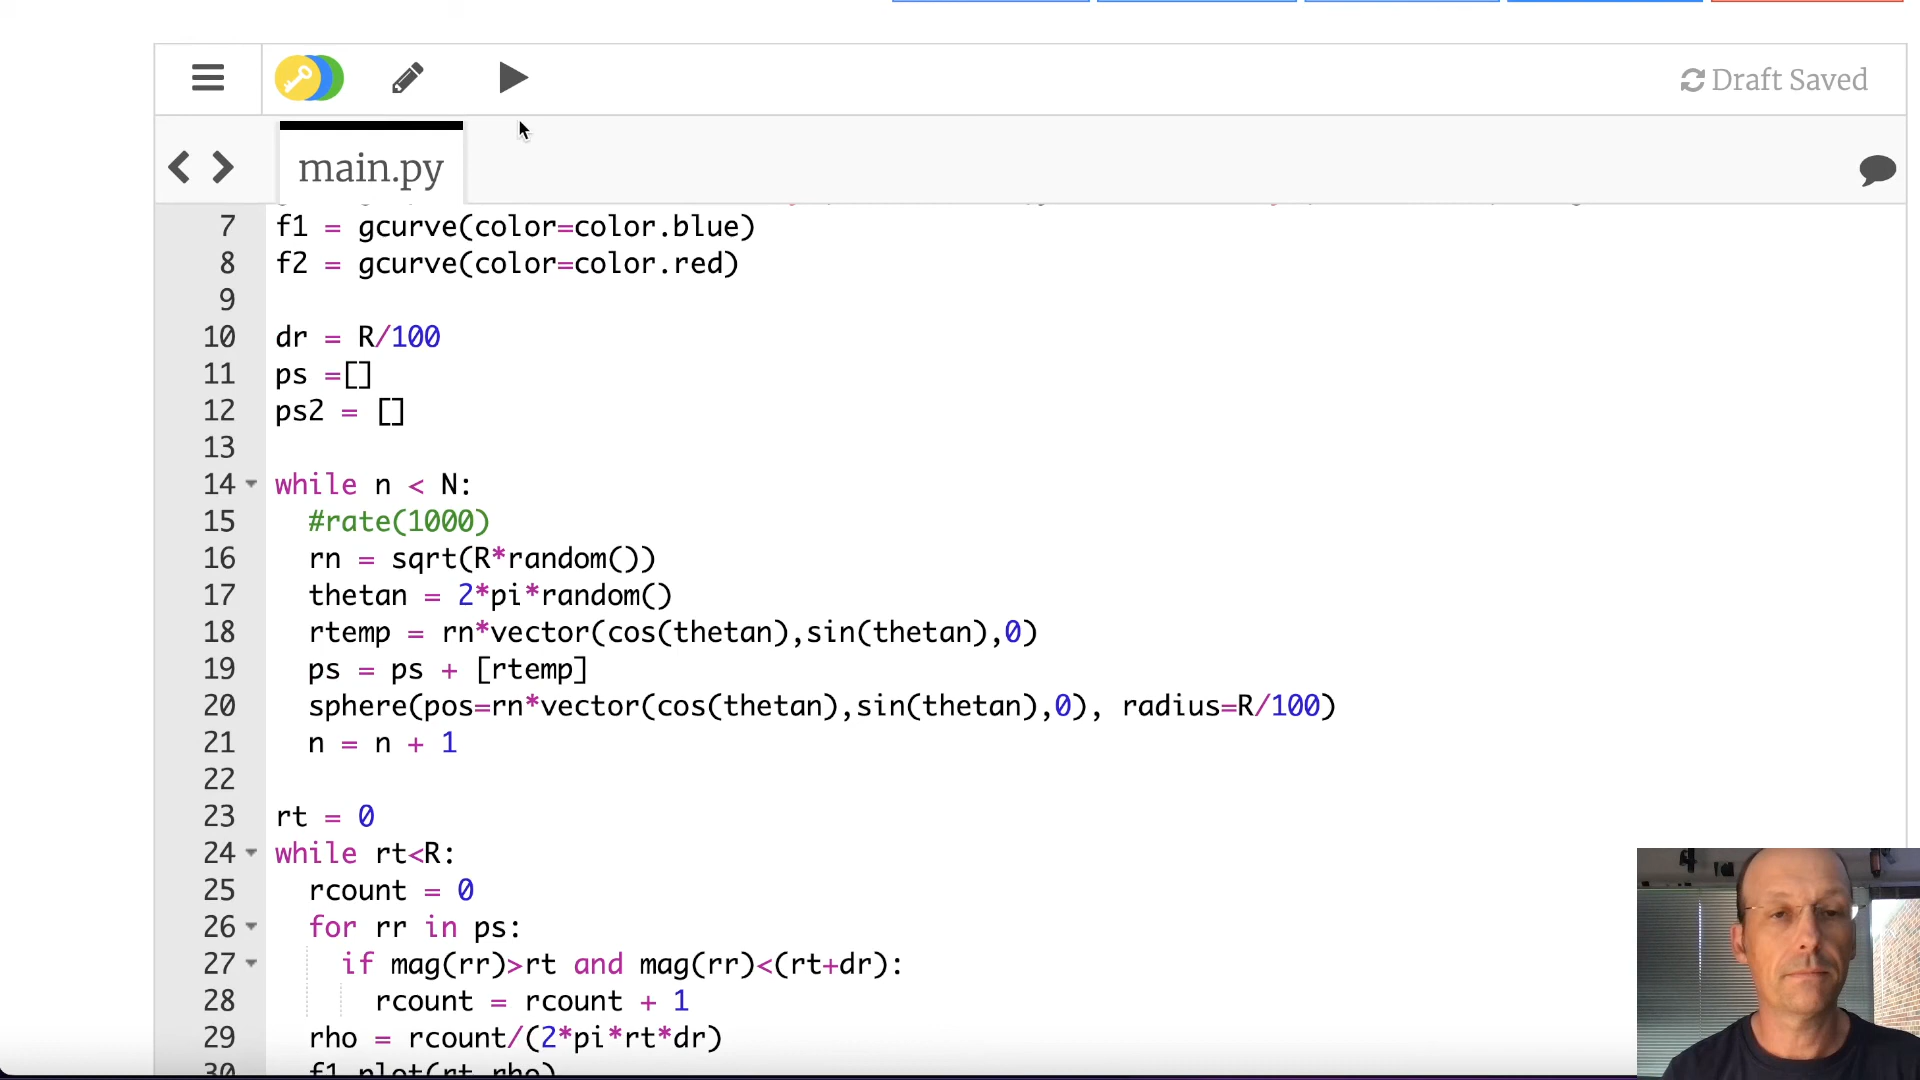 Draft Saved
main.py
7 f1 = gcurve(color=color.blue)
8 f2 = gcurve(color=color.red)
9
10 dr = R/100
11 ps =[]
12 ps2 = []
13
14 while n < N:
15 #rate(1000)
16 rn = sqrt(R*random())
17 thetan = 2*pi*random()
18 rtemp = rn*vector(cos(thetan),sin(thetan),0)
19 ps = ps + [rtemp]
20 sphere(pos=rn*vector(cos(thetan),sin(thetan),0), radius=R/100)
21 n = n + 1
22
23 rt = 0
24 while rt<R:
25 rcount = 0
26 for rr in ps:
27 if mag(rr)>rt and mag(rr)<(rt+dr):
28 rcount = rcount + 1
29 rho = rcount/(2*pi*rt*dr)
30 f1.plot(rt,rho)